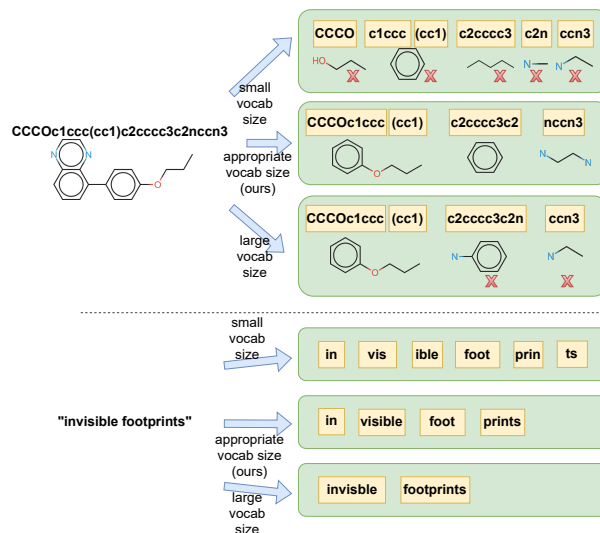 CCCO c1ccc (cc1) c2cccc3 c2n ccn3
HO X X X N X N X
small
vocab
size
CCCOc1ccc(cc1)c2cccc3c2nccn3
N N O
appropriate
vocab size
(ours)
CCCOc1ccc (cc1) c2cccc3c2 nccn3
O N N
large
vocab
size
CCCOc1ccc (cc1) c2cccc3c2n ccn3
O N X N X
small
vocab
size
in vis ible foot prin ts
"invisible footprints"
appropriate
vocab size
(ours)
in visible foot prints
large
vocab
size
invisble footprints